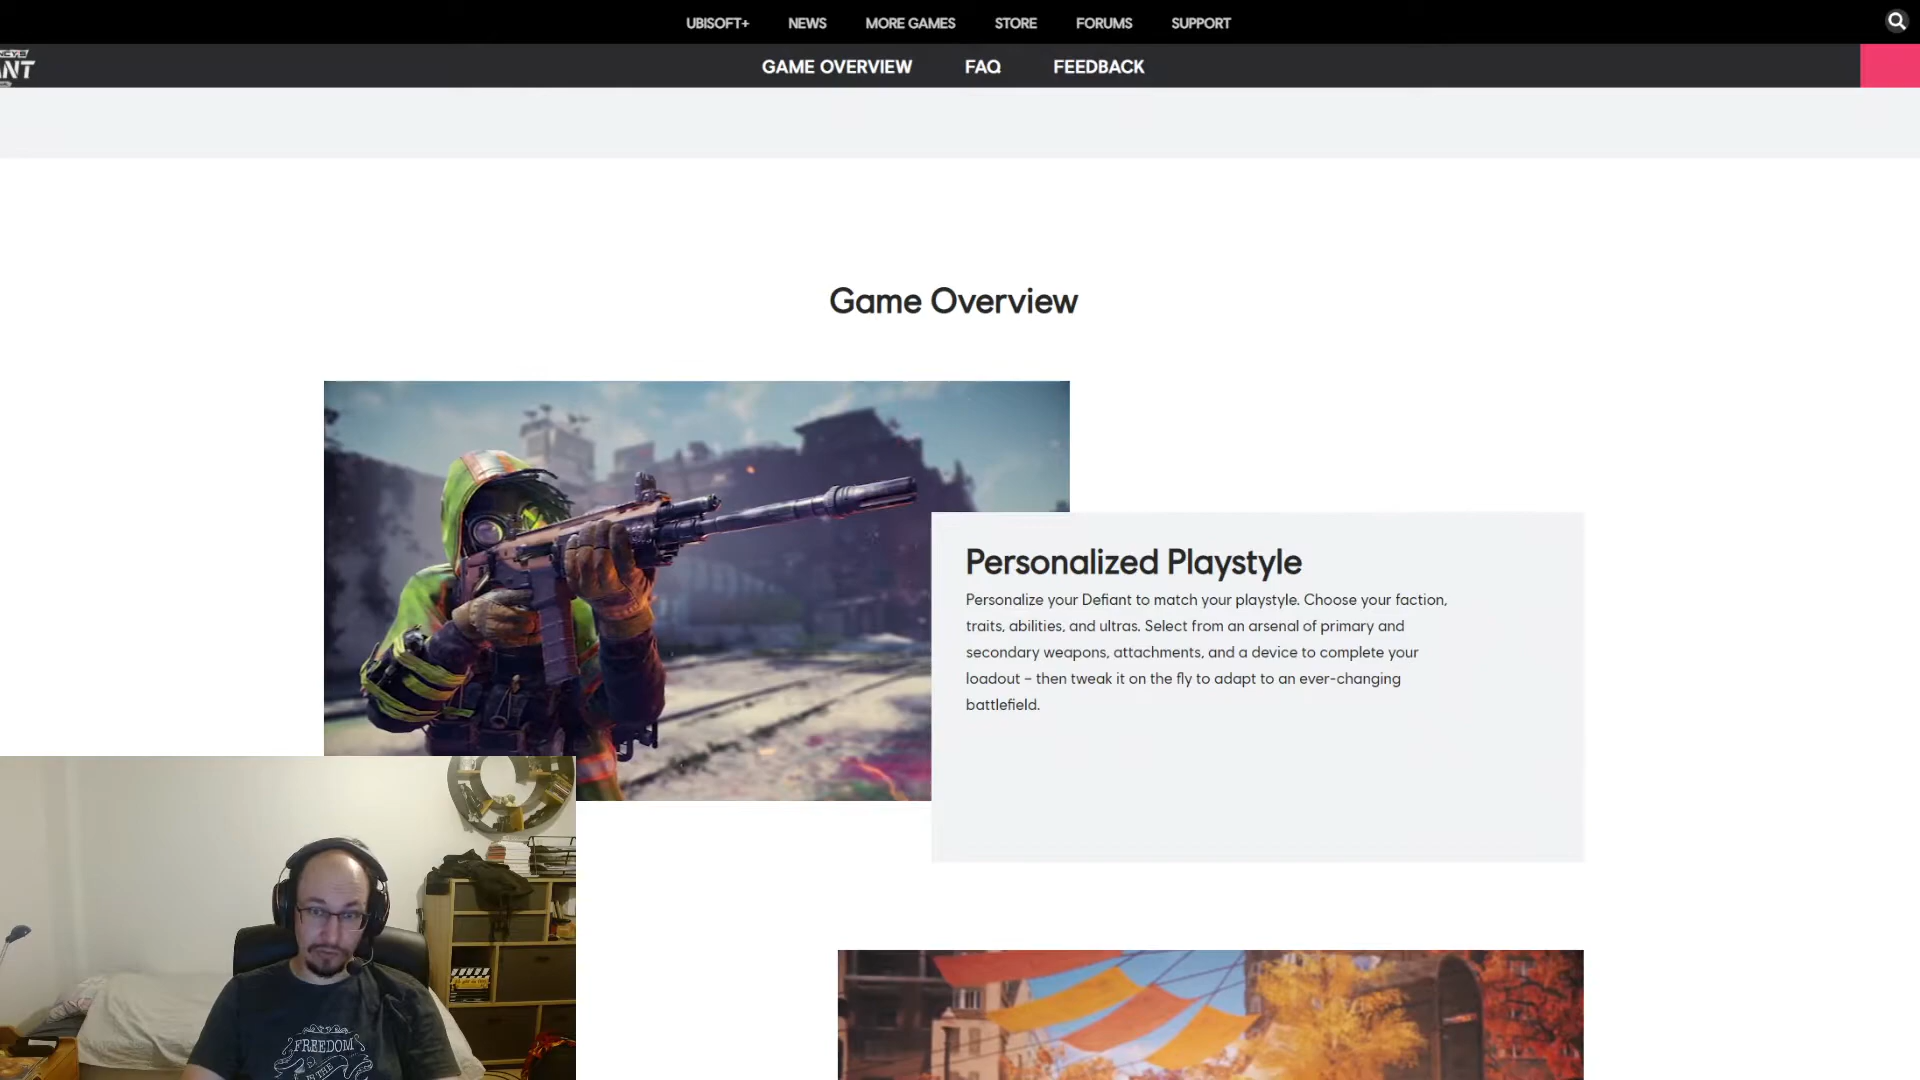 UBISOFT+ NEWS MORE GAMES STORE FORUMS SUPPORT
GAME OVERVIEW FAQ FEEDBACK
Game Overview
Personalized Playstyle
Personalize your Defiant to match your playstyle. Choose your faction,
traits, abilities, and ultras. Select from an arsenal of primary and
secondary weapons, attachments, and a device to complete your
loadout – then tweak it on the fly to adapt to an ever-changing
battlefield.
FREEDOM
IS IN THE